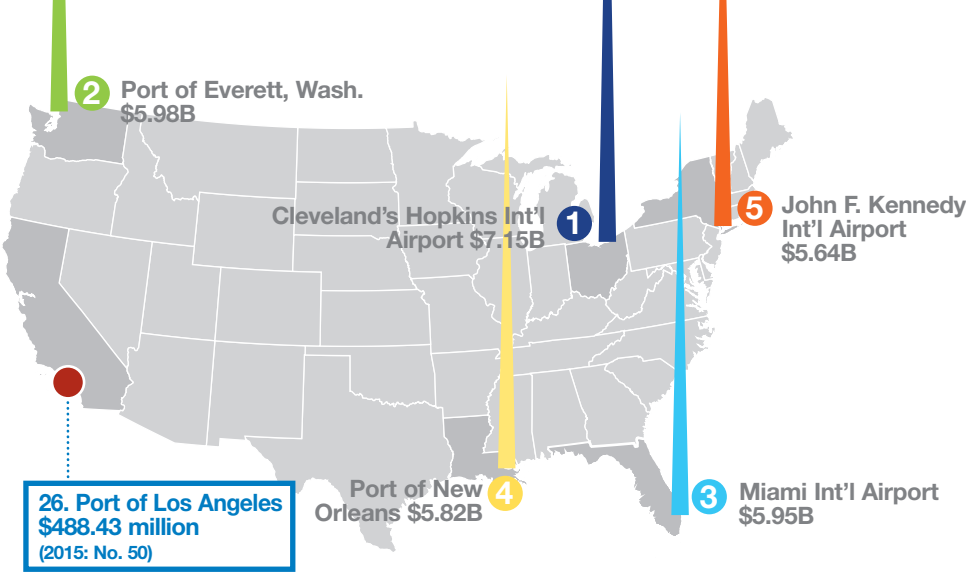 2 Port of Everett, Wash.
$5.98B
Cleveland's Hopkins Int'l
Airport $7.15B
1
5 John F. Kennedy
Int'l Airport
$5.64B
26. Port of Los Angeles
$488.43 million
(2015: No. 50)
Port of New
Orleans $5.82B
4
3 Miami Int'l Airport
$5.95B